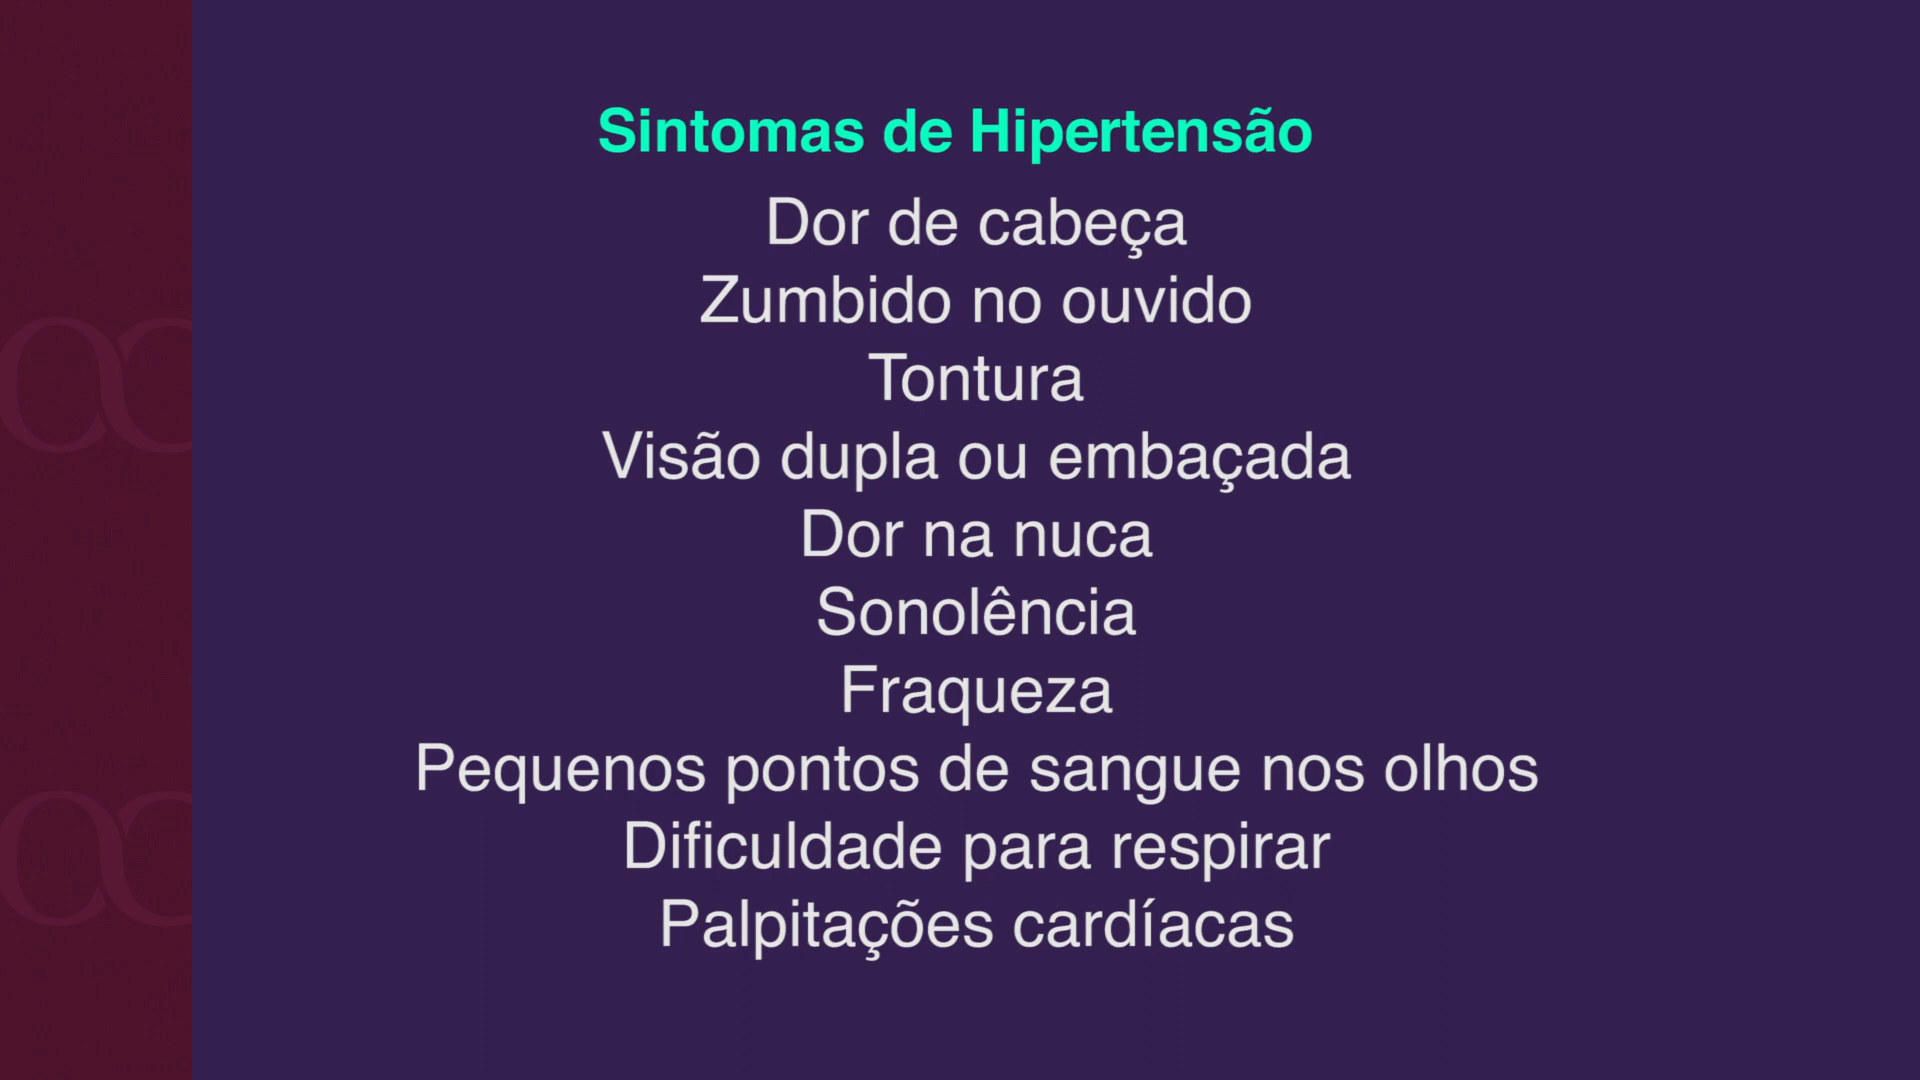 Sintomas de Hipertensão
Dor de cabeça
Zumbido no ouvido
Tontura
Visão dupla ou embaçada
Dor na nuca
Sonolência
Fraqueza
Pequenos pontos de sangue nos olhos
Dificuldade para respirar
Palpitações cardíacas